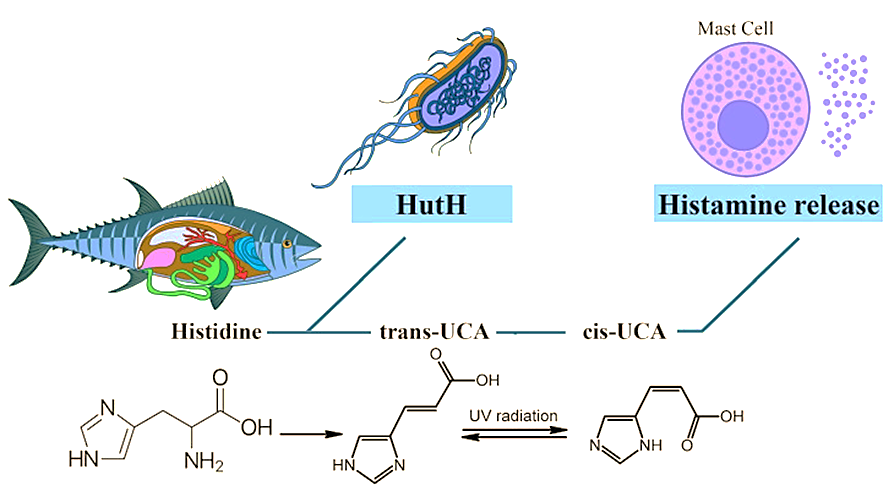 Mast Cell
HutH
Histamine release
Histidine
trans-UCA
cis-UCA
O
OH
N
HN
NH₂
O
OH
HN
N
UV radiation
N
NH
O
OH